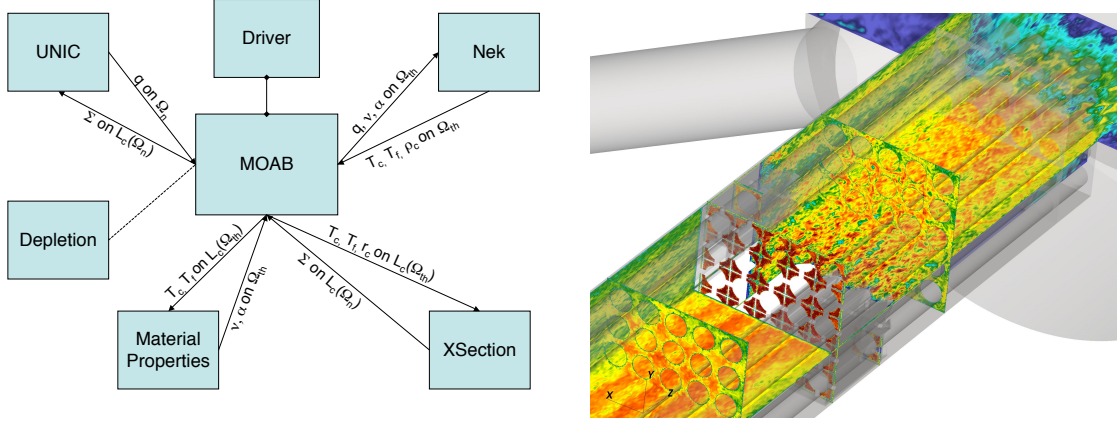 UNIC
Driver
Nek
q on Ωn
Σ on Lc(Ωn)
q, ν, α on Ωth
Tc, Tf, ρc on Ωth
MOAB
Depletion
Tc Tf on Lc(Ωth)
ν, α on Ωth
Tc, Tf, rc on Lc(Ωth)
Σ on Lc(Ωn)
Material
Properties
XSection
Y
X
Z